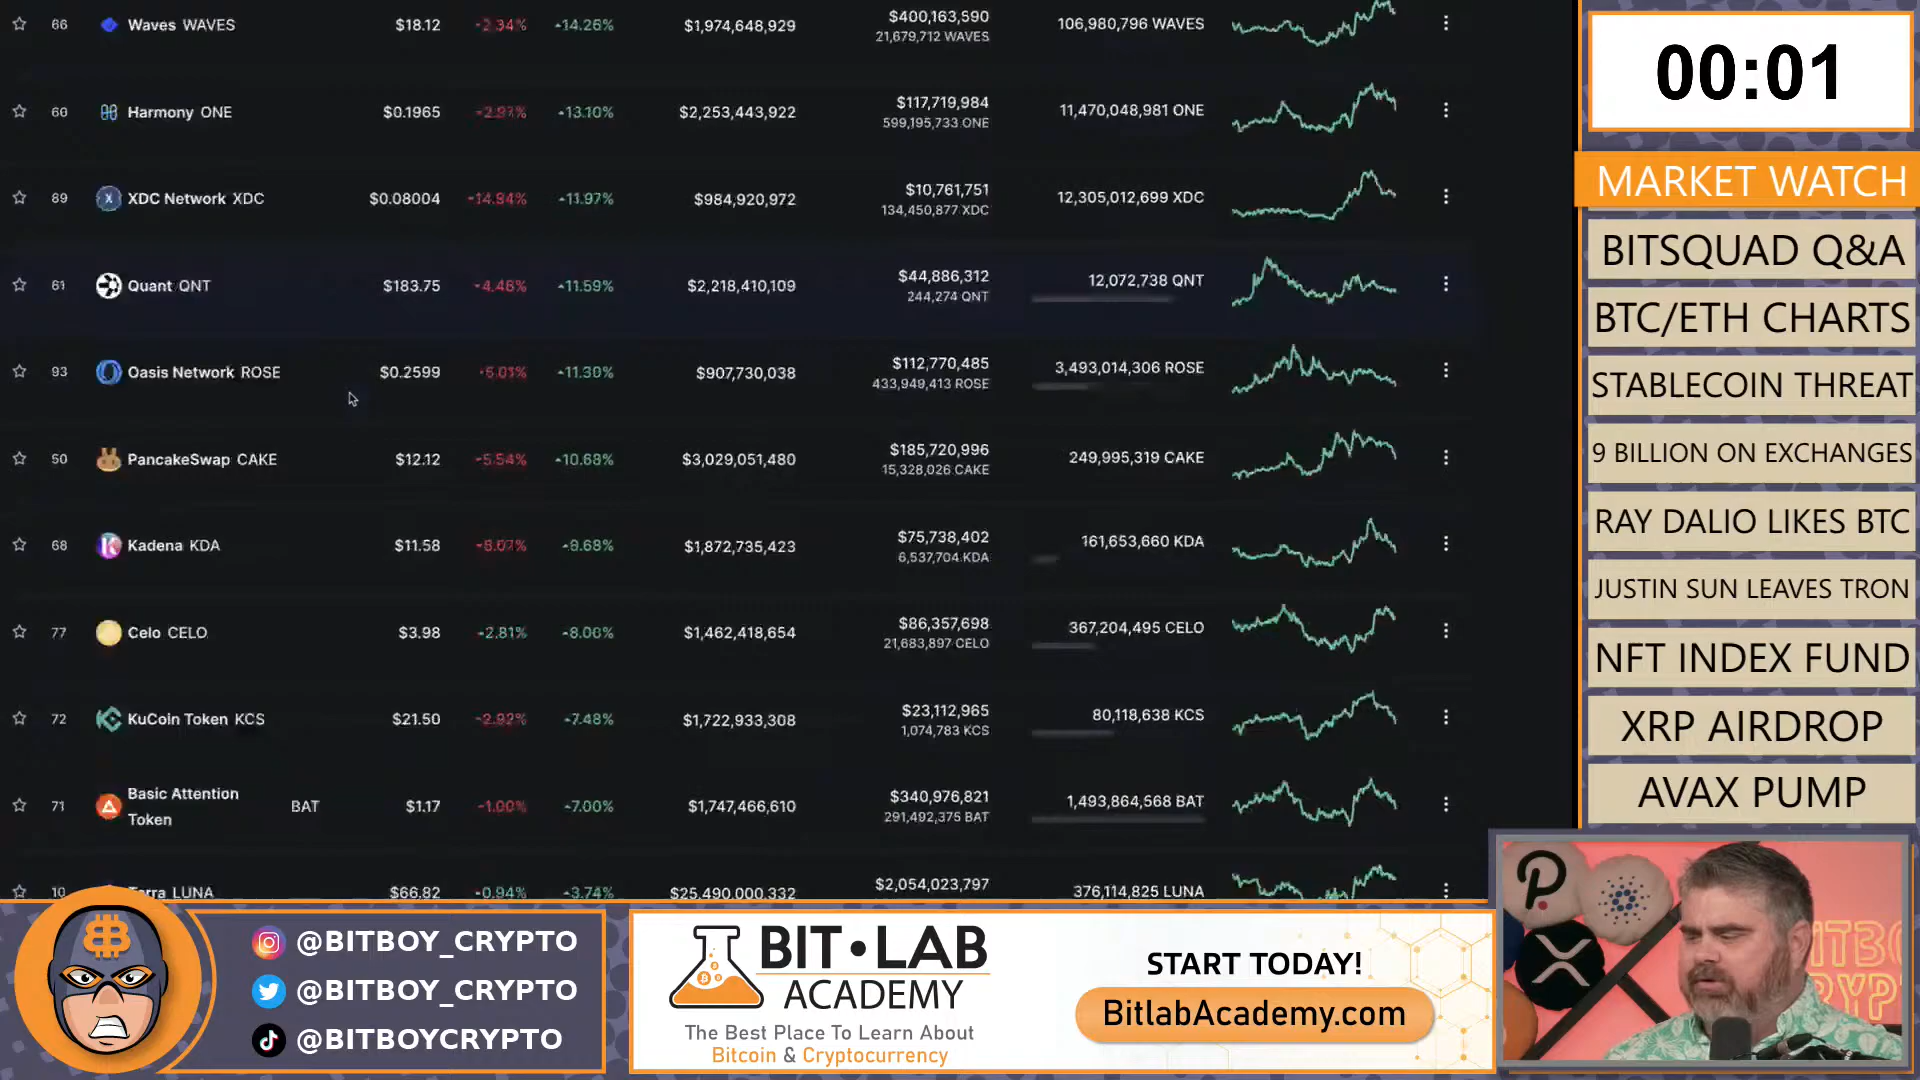 66 Waves WAVES $18.12 -2.34% 14.26% $1,974,648,929 $400,163,590 106,980,796 WAVES
21,679,712 WAVES
60 Harmony ONE $0.1965 -2.97% 13.10% $2,253,443,922 $117,719,984 11,470,048,981 ONE
599,195,733 ONE
89 XDC Network XDC $0.08004 -14.94% 11.97% $984,920,972 $10,761,751 12,305,012,699 XDC
134,450,877 XDC
61 Quant QNT $183.75 -4.46% 11.59% $2,218,410,109 $44,886,312 12,072,738 QNT
244,274 QNT
93 Oasis Network ROSE $0.2599 11.30% $907,730,038 $112,770,485 3,493,014,306 ROSE
433,949,413 ROSE
50 PancakeSwap CAKE $12.12 -5.54% 10.68% $3,029,051,480 $185,720,996 249,995,319 CAKE
15,328,026 CAKE
68 Kadena KDA $11.58 $1,872,735,423 $75,738,402 161,653,660 KDA
6,537,704 KDA
77 Celo CELO $3.98 2.81% $1,462,418,654 $86,357,698 367,204,495 CELO
21,683,897 CELO
72 KuCoin Token KCS $21.50 -2.92% 7.48% $1,722,933,308 $23,112,965 80,118,638 KCS
1,074,783 KCS
71 Basic Attention Token BAT $1.17 7.00% $1,747,466,610 $340,976,821 1,493,864,568 BAT
291,492,375 BAT
10 Terra LUNA $66.82 0.94% 3.74% $25,490,000,332 $2,054,023,797 376,114,825 LUNA
00:01
MARKET WATCH
BITSQUAD Q&A
BTC/ETH CHARTS
STABLECOIN THREAT
9 BILLION ON EXCHANGES
RAY DALIO LIKES BTC
JUSTIN SUN LEAVES TRON
NFT INDEX FUND
XRP AIRDROP
AVAX PUMP
@BITBOY_CRYPTO
@BITBOY_CRYPTO
@BITBOYCRYPTO
BIT•LAB
ACADEMY
The Best Place To Learn About
Bitcoin & Cryptocurrency
START TODAY!
BitlabAcademy.com